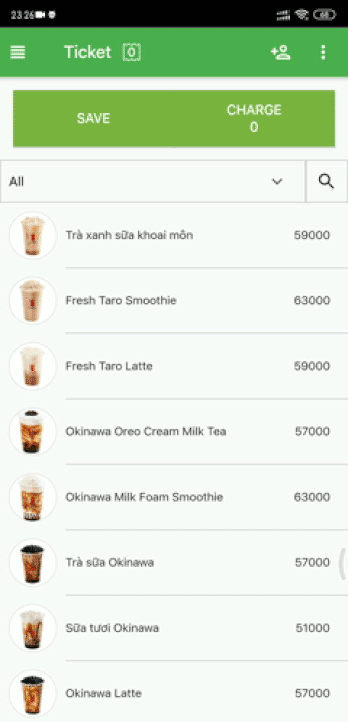 23:26
68
Ticket 0
SAVE
CHARGE
0
All
Trà xanh sữa khoai môn 59000
Fresh Taro Smoothie 63000
Fresh Taro Latte 59000
Okinawa Oreo Cream Milk Tea 57000
Okinawa Milk Foam Smoothie 63000
Trà sữa Okinawa 57000
Sữa tươi Okinawa 51000
Okinawa Latte 57000